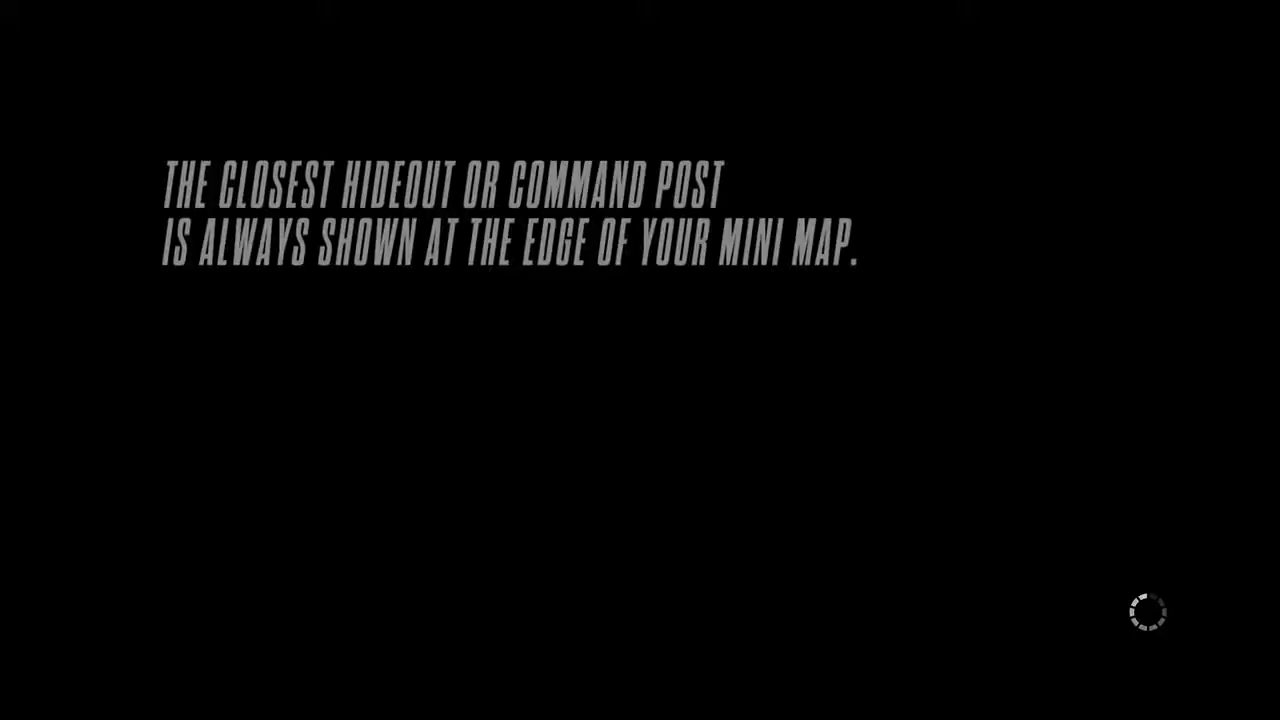 THE CLOSEST HIDEOUT OR COMMAND POST
IS ALWAYS SHOWN AT THE EDGE OF YOUR MINI MAP.